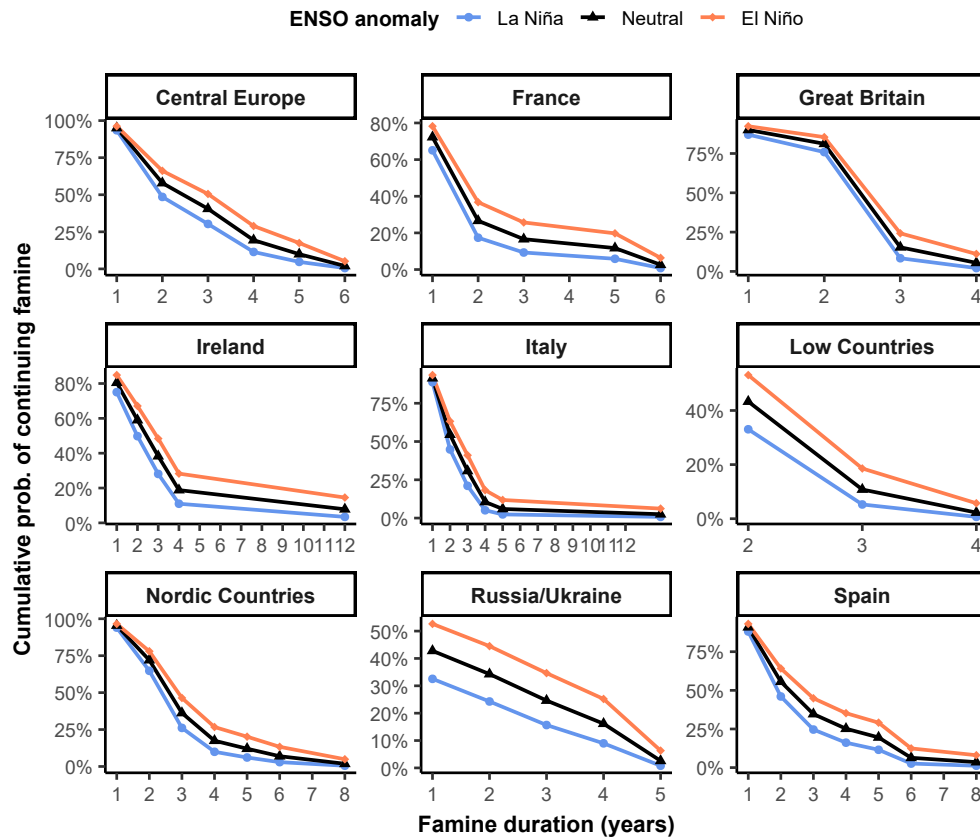 ENSO anomaly La Niña Neutral El Niño
Cumulative prob. of continuing famine
Central Europe France Great Britain
100%
75%
50%
25%
0%
1 2 3 4 5 6
80%
60%
40%
20%
0%
1 2 3 4 5 6
75%
50%
25%
0%
1 2 3 4
Ireland Italy Low Countries
80%
60%
40%
20%
0%
1 2 3 4 5 6 7 8 9 10 11 12
75%
50%
25%
0%
1 2 3 4 5 6 7 8 9 10 11 12
40%
20%
0%
2 3 4
Nordic Countries Russia/Ukraine Spain
100%
75%
50%
25%
0%
1 2 3 4 5 6 7 8
50%
40%
30%
20%
10%
0%
1 2 3 4 5
75%
50%
25%
0%
1 2 3 4 5 6 7 8
Famine duration (years)